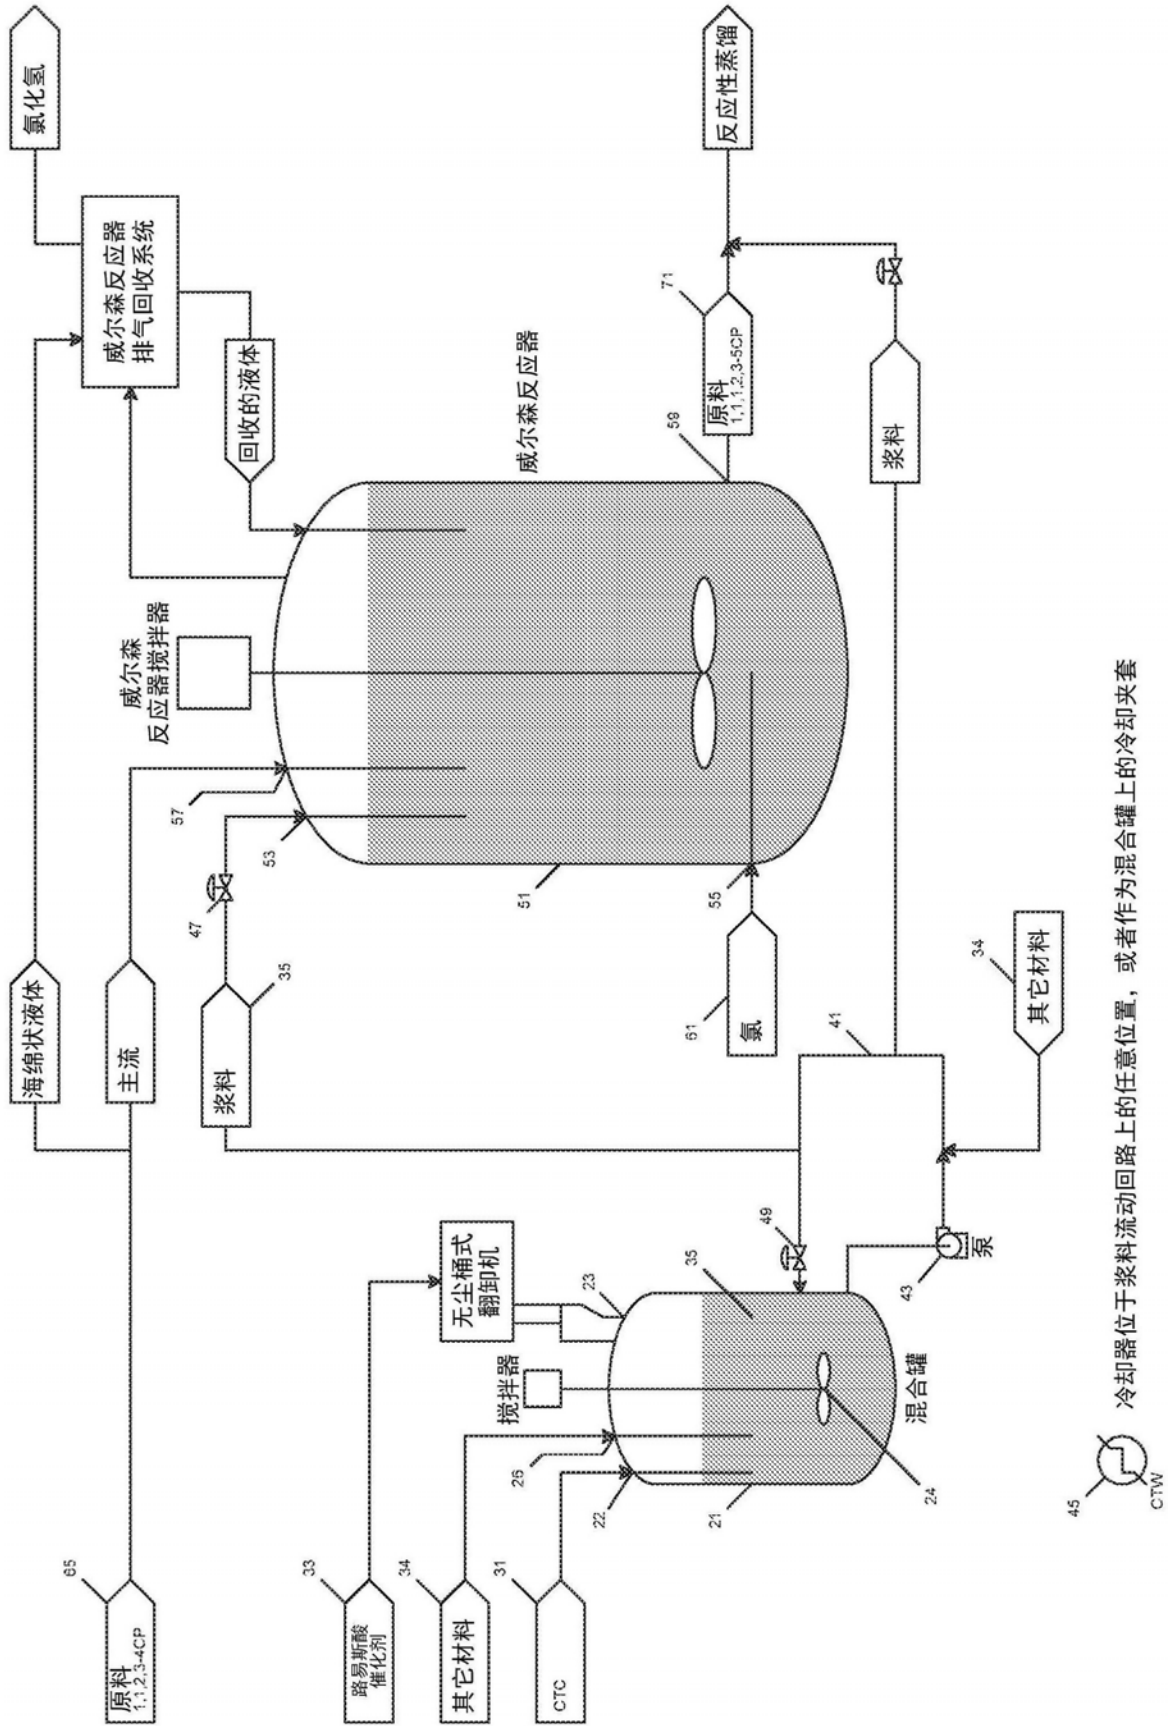 原料
1,1,2,3-4CP
65
海绵状液体
主流
氯化氢
威尔森反应器
排气回收系统
回收的液体
威尔森
反应器搅拌器
威尔森反应器
浆料
35
47
53
57
51
55
59
61
氯
原料
1,1,1,2,3-5CP
71
反应性蒸馏
浆料
路易斯酸
催化剂
33
其它材料
34
CTC
31
无尘桶式
翻卸机
23
搅拌器
26
22
21
24
35
混合罐
49
43
泵
41
其它材料
34
45
CTW
冷却器位于浆料流动回路上的任意位置，或者作为混合罐上的冷却夹套